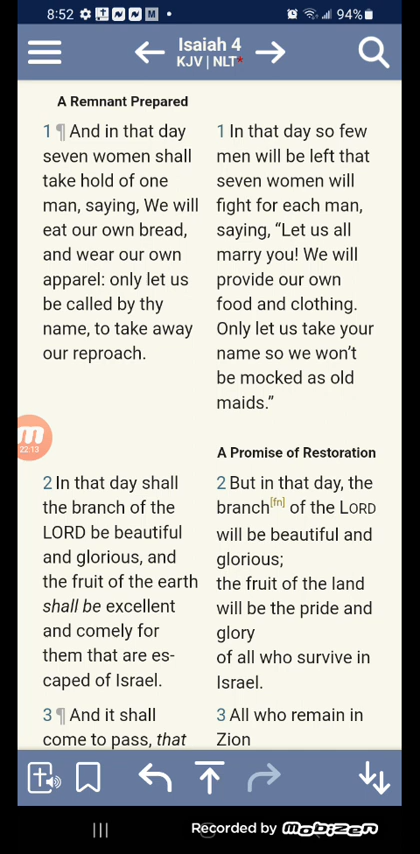 8:52
94%
Isaiah 4
KJV | NLT*
A Remnant Prepared
1 ¶ And in that day
seven women shall
take hold of one
man, saying, We will
eat our own bread,
and wear our own
apparel: only let us
be called by thy
name, to take away
our reproach.
1 In that day so few
men will be left that
seven women will
fight for each man,
saying, “Let us all
marry you! We will
provide our own
food and clothing.
Only let us take your
name so we won’t
be mocked as old
maids.”
22:13
A Promise of Restoration
2 In that day shall
the branch of the
LORD be beautiful
and glorious, and
the fruit of the earth
shall be excellent
and comely for
them that are es-
caped of Israel.
2 But in that day, the
branch[fn] of the LORD
will be beautiful and
glorious;
the fruit of the land
will be the pride and
glory
of all who survive in
Israel.
3 ¶ And it shall
come to pass, that
3 All who remain in
Zion
Recorded by mobizen